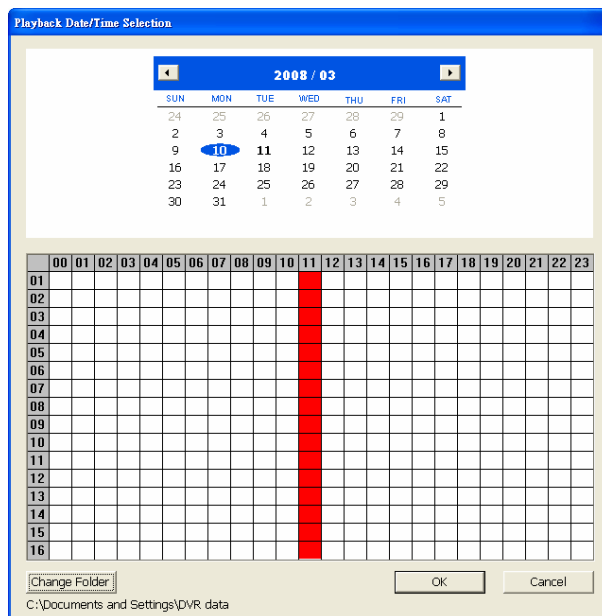 Playback Date/Time Selection
2008 / 03
SUN MON TUE WED THU FRI SAT
24 25 26 27 28 29 1
2 3 4 5 6 7 8
9 10 11 12 13 14 15
16 17 18 19 20 21 22
23 24 25 26 27 28 29
30 31 1 2 3 4 5
00 01 02 03 04 05 06 07 08 09 10 11 12 13 14 15 16 17 18 19 20 21 22 23
01
02
03
04
05
06
07
08
09
10
11
12
13
14
15
16
Change Folder OK Cancel
C:\Documents and Settings\DVR data